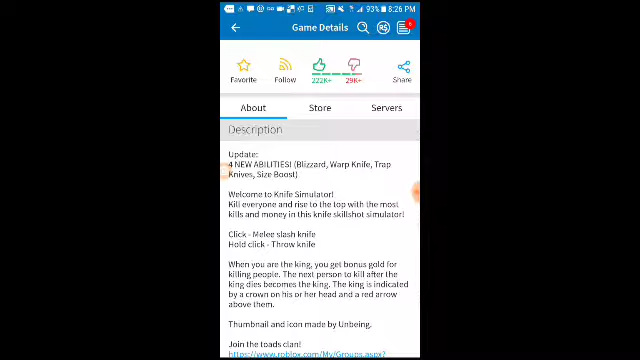 93% 8:26 PM
Game Details
R$
6
Favorite
Follow
222K+
29K+
Share
About
Store
Servers
Description
Update:
4 NEW ABILITIES! (Blizzard, Warp Knife, Trap
Knives, Size Boost)
Welcome to Knife Simulator!
Kill everyone and rise to the top with the most
kills and money in this knife skillshot simulator!
Click - Melee slash knife
Hold click - Throw knife
When you are the king, you get bonus gold for
killing people. The next person to kill after the
king dies becomes the king. The king is indicated
by a crown on his or her head and a red arrow
above them.
Thumbnail and icon made by Unbeing.
Join the toads clan!
https://www.roblox.com/My/Groups.aspx?